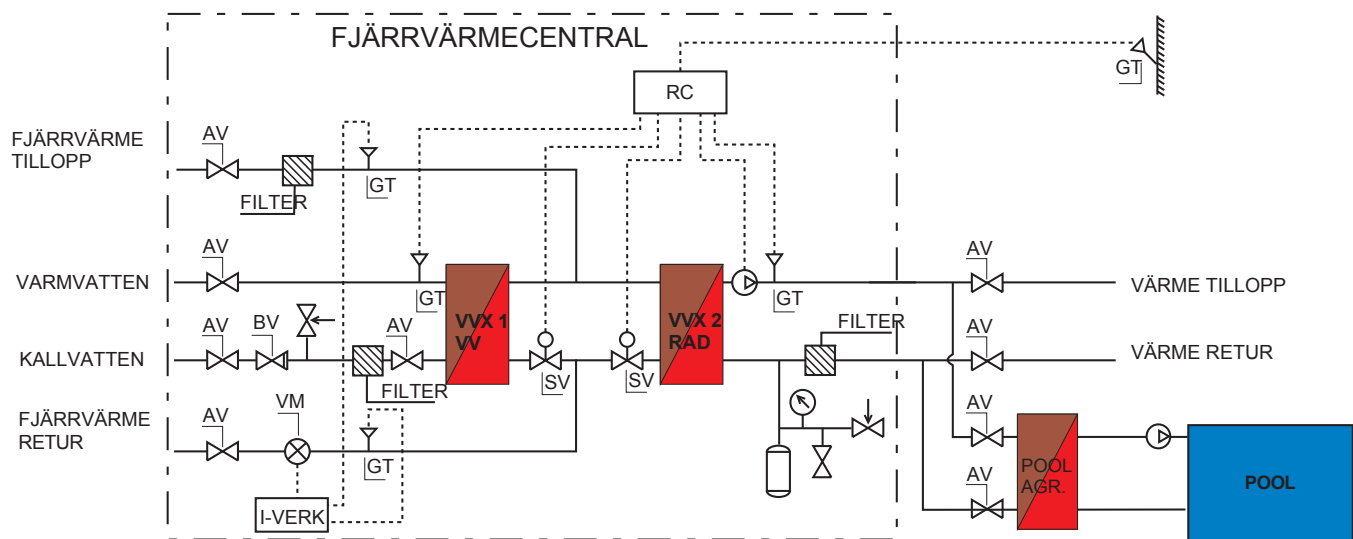 FJÄRRVÄRMECENTRAL
GT
RC
FJÄRRVÄRME
TILLOPP
AV
GT
FILTER
VARMVATTEN
AV
GT
GT
AV
VÄRME TILLOPP
KALLVATTEN
AV
BV
AV
FILTER
VVX 1
VV
SV
SV
VVX 2
RAD
FILTER
AV
VÄRME RETUR
FJÄRRVÄRME
RETUR
AV
VM
GT
I-VERK
AV
AV
POOL
AGR.
POOL